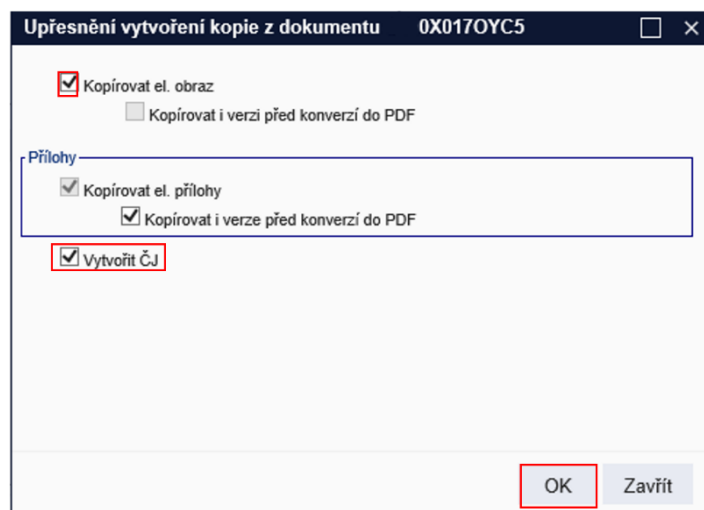 Upřesnění vytvoření kopie z dokumentu 0X017OYC5
Kopírovat el. obraz
Kopírovat i verzi před konverzí do PDF
Přílohy
Kopírovat el. přílohy
Kopírovat i verze před konverzí do PDF
Vytvořit ČJ
OK Zavřít